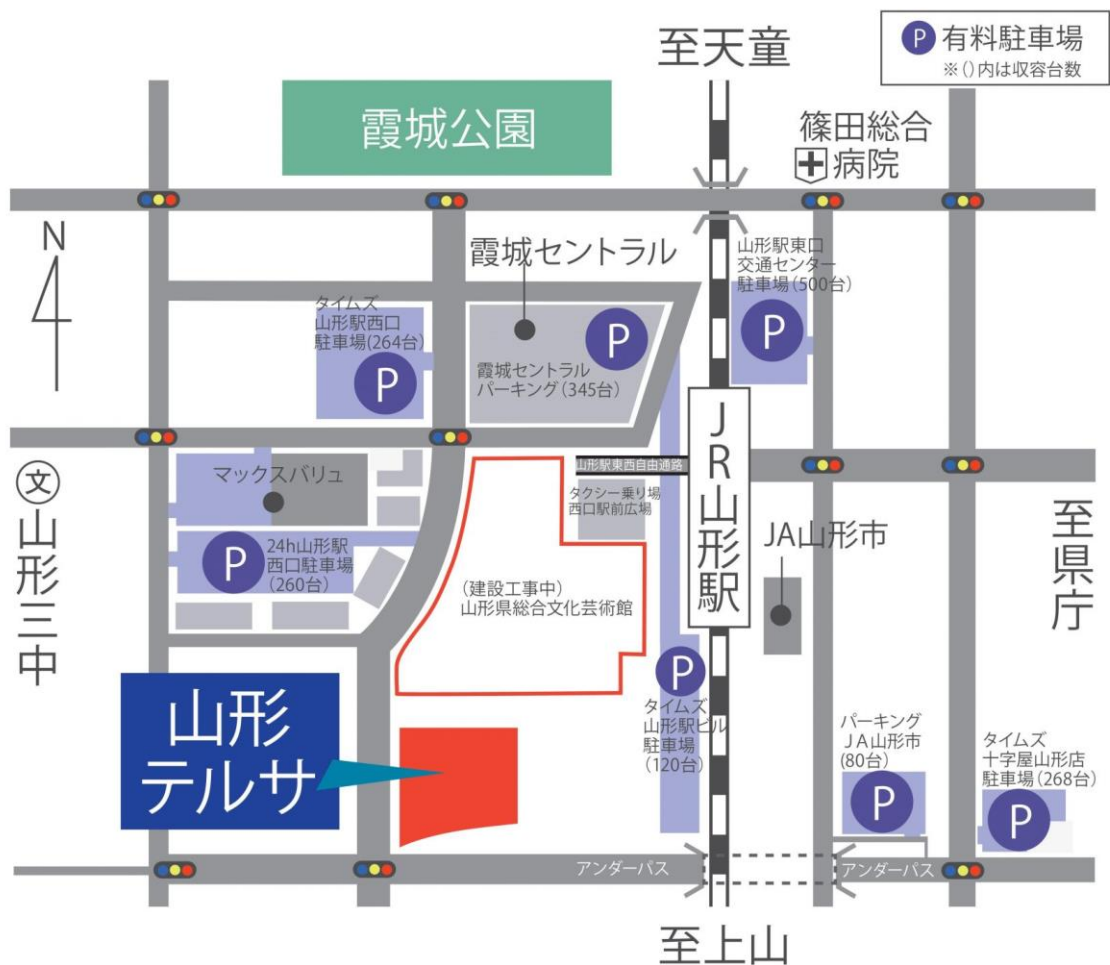 至天童
P 有料駐車場
※()内は収容台数
霞城公園
篠田総合
病院
N
霞城セントラル
山形駅東口
交通センター
駐車場(500台)
P
タイムズ
山形駅西口
駐車場(264台)
P
P
霞城セントラル
パーキング(345台)
JR山形駅
山形駅東西自由通路
マックスバリュ
タクシー乗り場
西口駅前広場
文
山形三中
至県庁
JA山形市
P
24h山形駅
西口駐車場
(260台)
(建設工事中)
山形県総合文化芸術館
山形
テルサ
P
タイムズ
山形駅ビル
駐車場
(120台)
パーキング
JA山形市
(80台)
P
タイムズ
十字屋山形店
駐車場(268台)
P
アンダーパス
アンダーパス
至上山